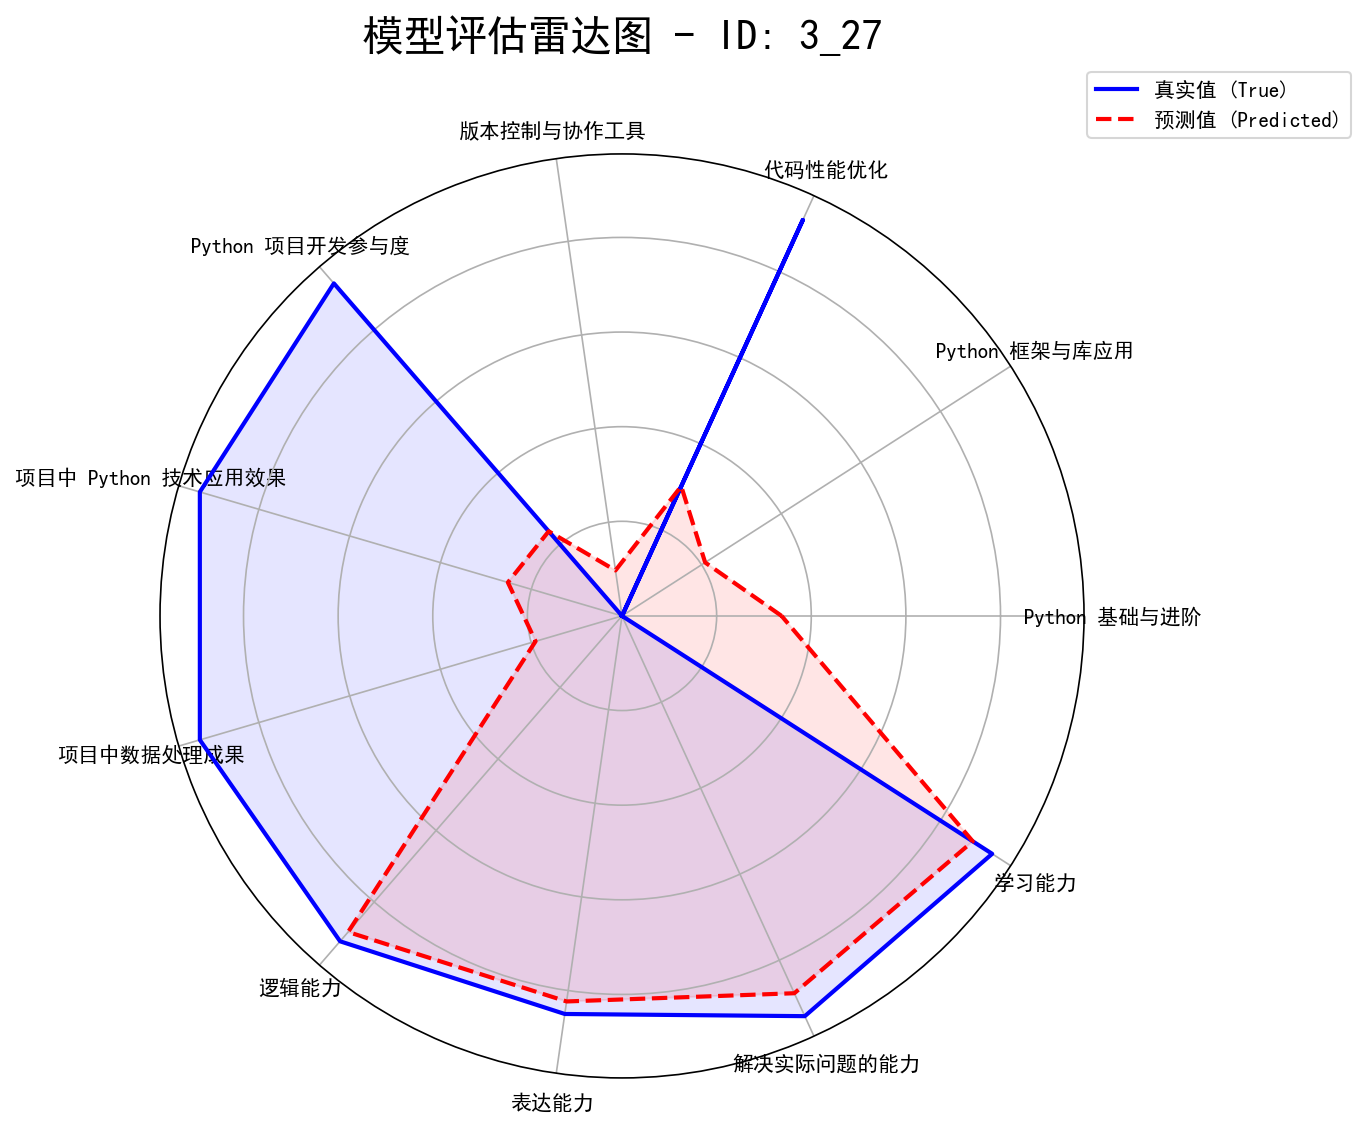 模型评估雷达图 - ID: 3_27
真实值 (True)
预测值 (Predicted)
版本控制与协作工具
代码性能优化
Python 项目开发参与度
Python 框架与库应用
项目中 Python 技术应用效果
Python 基础与进阶
项目中数据处理成果
学习能力
逻辑能力
解决实际问题的能力
表达能力